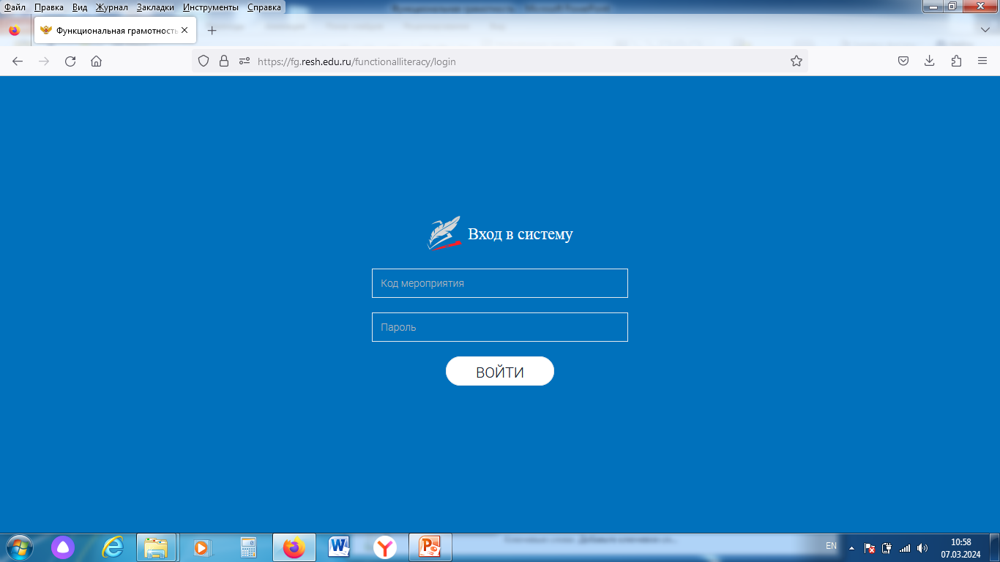 Файл Правка Вид Журнал Закладки Инструменты Справка
Функциональная грамотность
https://fg.resh.edu.ru/functionalliteracy/login
Вход в систему
Код мероприятия
Пароль
ВОЙТИ
EN
10:58
07.03.2024